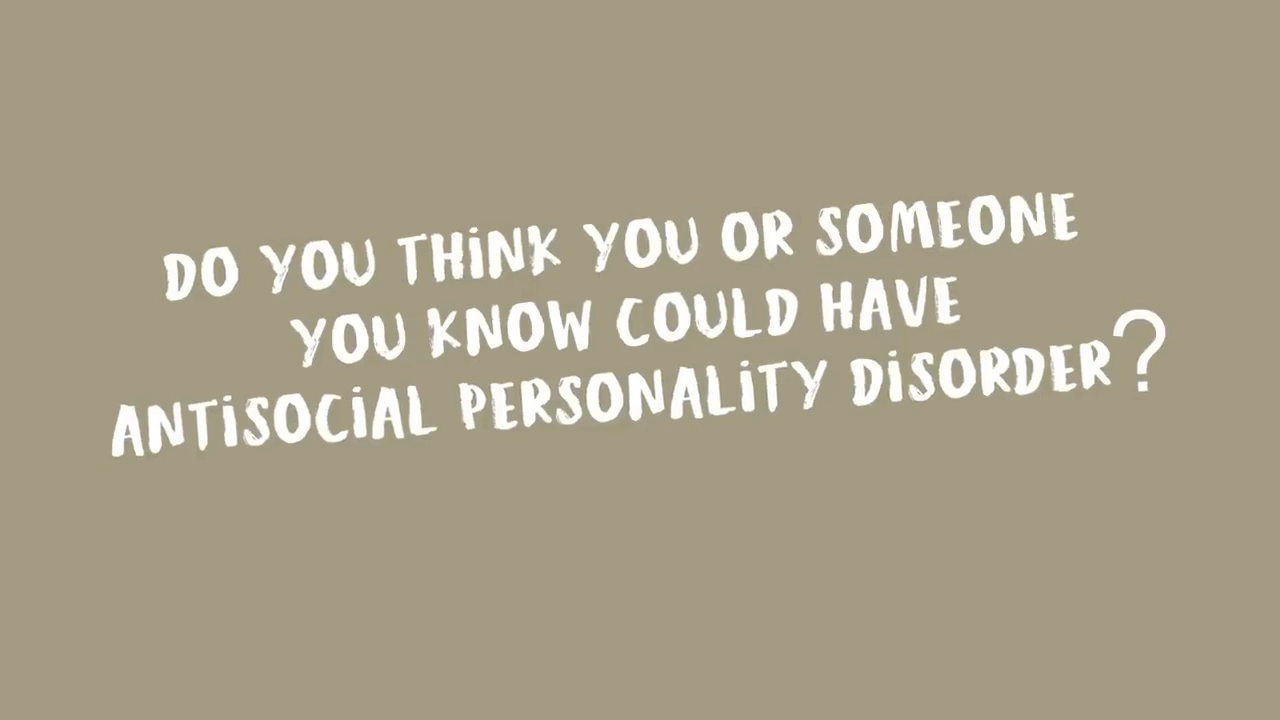 DO YOU THiNK YOU OR SOMEONE
YOU KNOW COULD HAVE
ANTiSOCiAL PERSONALiTY DiSORDER?